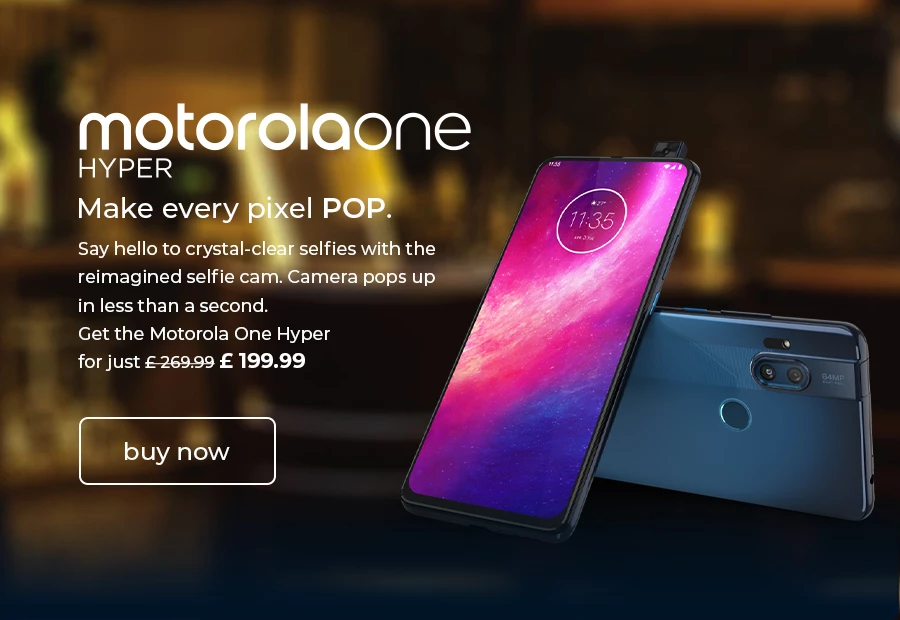 motorolaone
HYPER
Make every pixel POP.
Say hello to crystal-clear selfies with the
reimagined selfie cam. Camera pops up
in less than a second.
Get the Motorola One Hyper
for just £ 269.99 £ 199.99
buy now
11:35
11:35
64MP